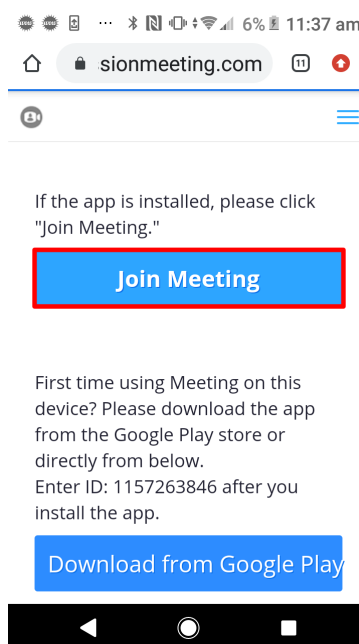 6% 11:37 am
sionmeeting.com 11
If the app is installed, please click
"Join Meeting."
Join Meeting
First time using Meeting on this
device? Please download the app
from the Google Play store or
directly from below.
Enter ID: 1157263846 after you
install the app.
Download from Google Play